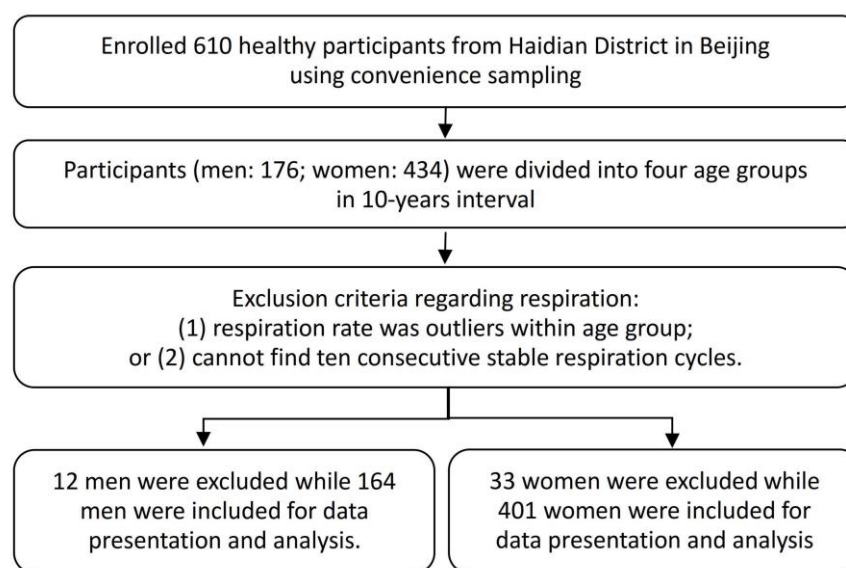 Enrolled 610 healthy participants from Haidian District in Beijing
using convenience sampling
Participants (men: 176; women: 434) were divided into four age groups
in 10-years interval
Exclusion criteria regarding respiration:
(1) respiration rate was outliers within age group;
or (2) cannot find ten consecutive stable respiration cycles.
12 men were excluded while 164
men were included for data
presentation and analysis.
33 women were excluded while
401 women were included for
data presentation and analysis